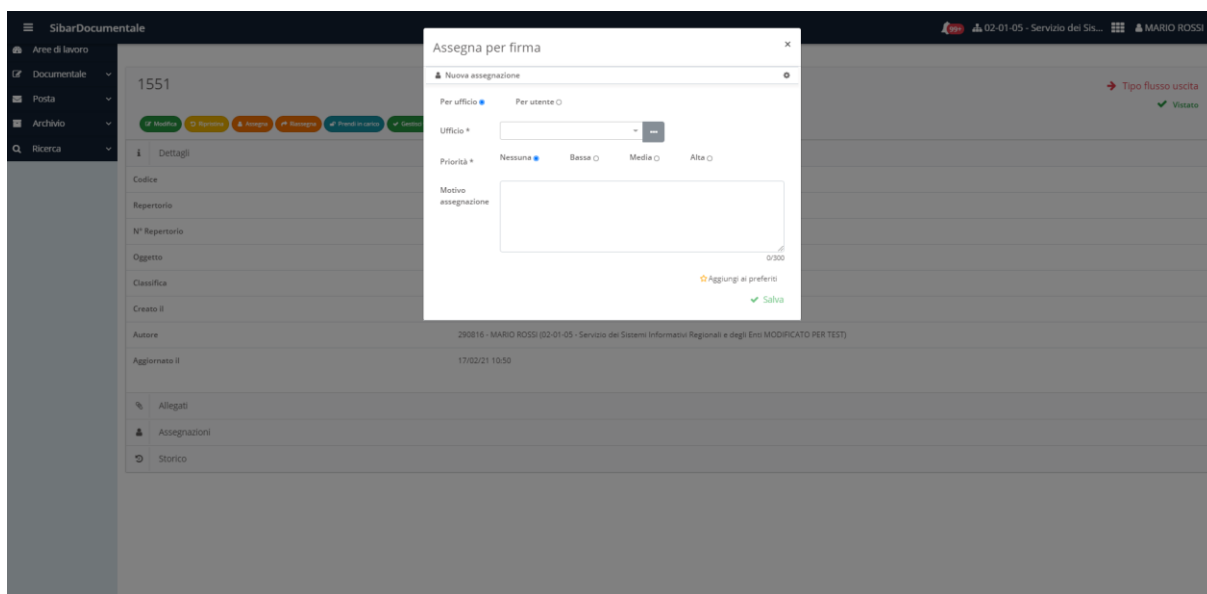 SibarDocumentale
99+ 02-01-05 - Servizio dei Sis... MARIO ROSSI
Aree di lavoro
Documentale
Posta
Archivio
Ricerca
1551
Tipo flusso uscita
Vistato
Modifica Ripristina Assegna Riassegna Prendi in carico Gestisci
Dettagli
Codice
Repertorio
N° Repertorio
Oggetto
Classifica
Creato il
Autore 290816 - MARIO ROSSI (02-01-05 - Servizio dei Sistemi Informativi Regionali e degli Enti MODIFICATO PER TEST)
Aggiornato il 17/02/21 10:50
Allegati
Assegnazioni
Storico
Assegna per firma ×
Nuova assegnazione
Per ufficio Per utente
Ufficio *
Priorità * Nessuna Bassa Media Alta
Motivo
assegnazione
0/300
Aggiungi ai preferiti
Salva